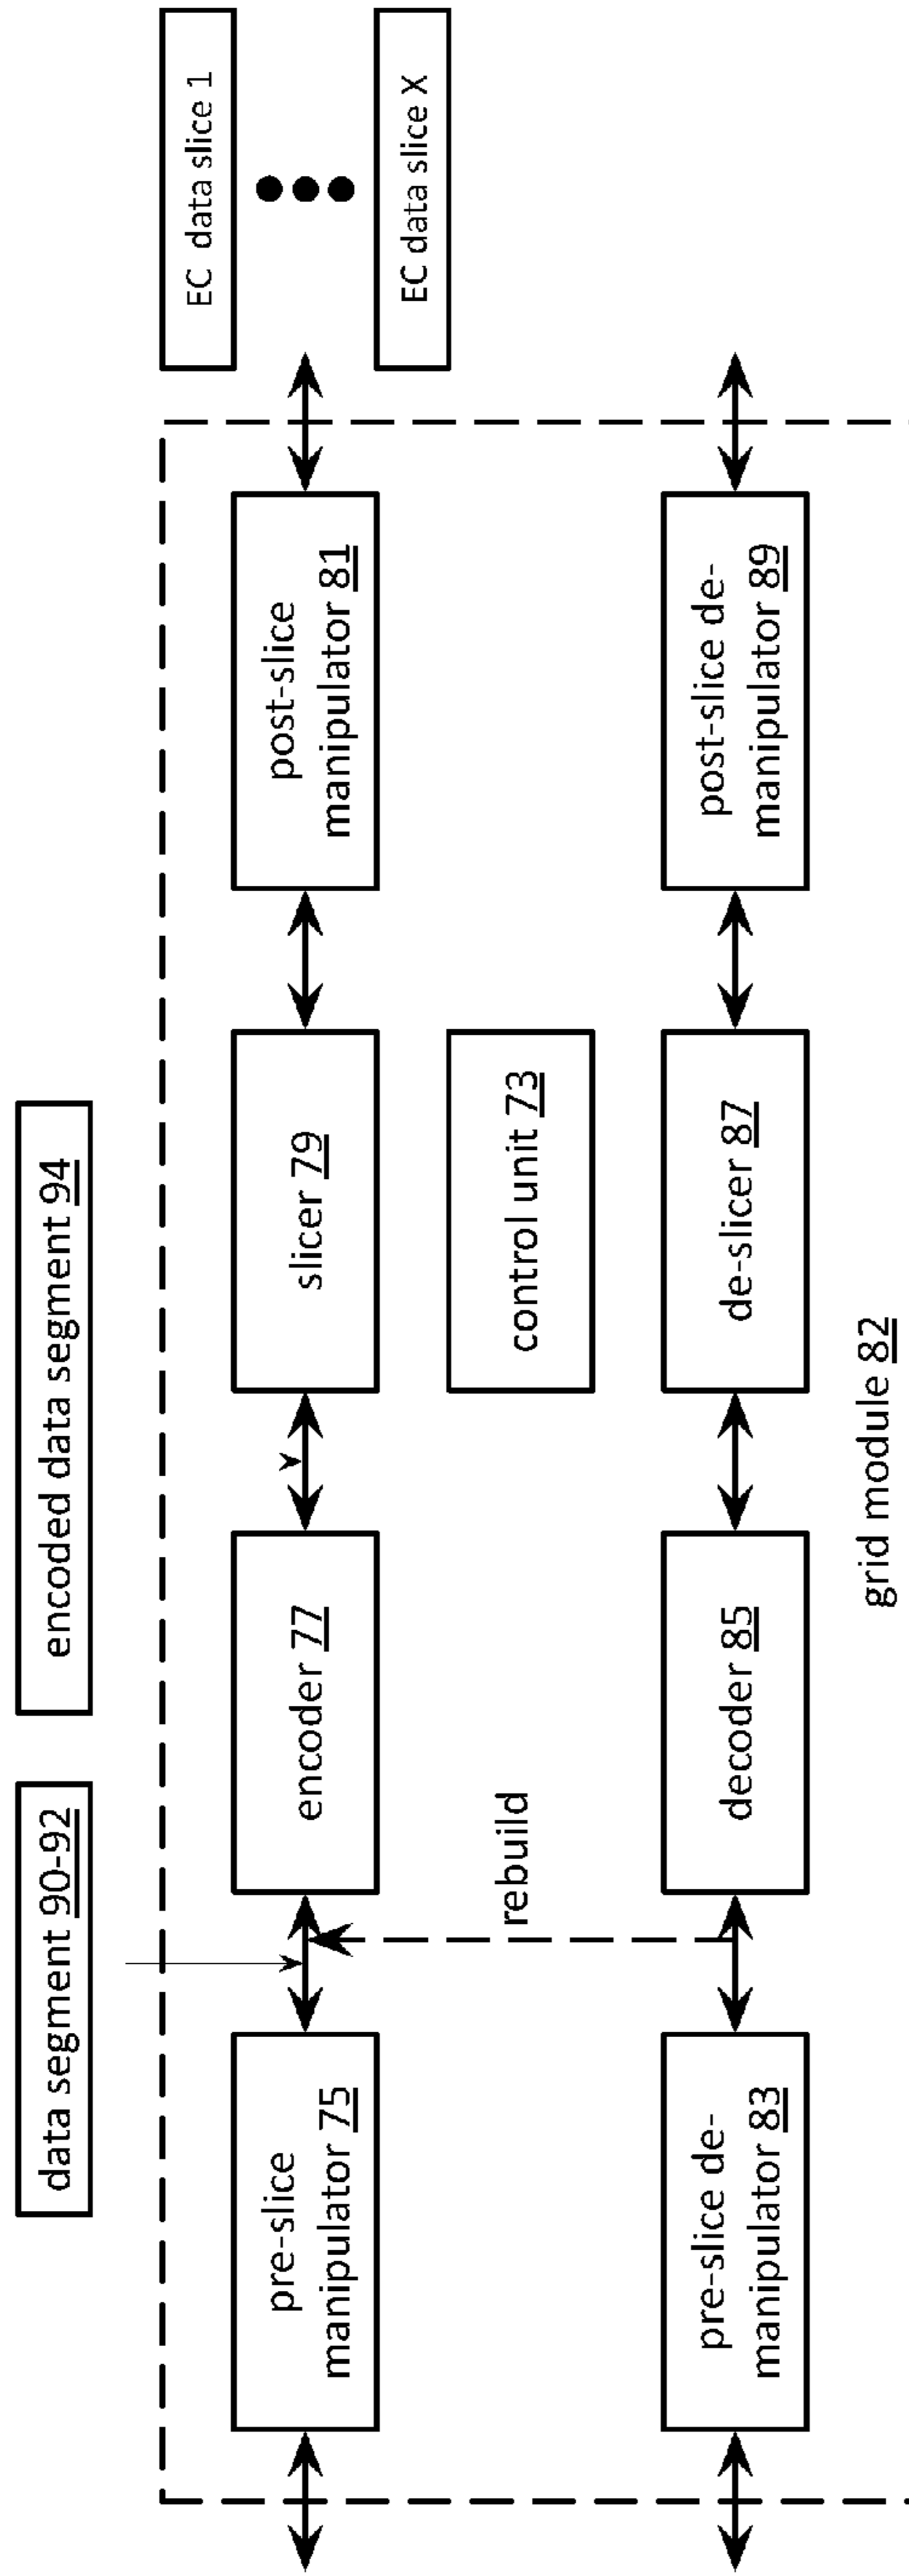 data segment 90-92
encoded data segment 94
EC data slice 1
EC data slice X
pre-slice
manipulator 75
encoder 77
slicer 79
post-slice
manipulator 81
rebuild
control unit 73
pre-slice de-
manipulator 83
decoder 85
de-slicer 87
post-slice de-
manipulator 89
grid module 82